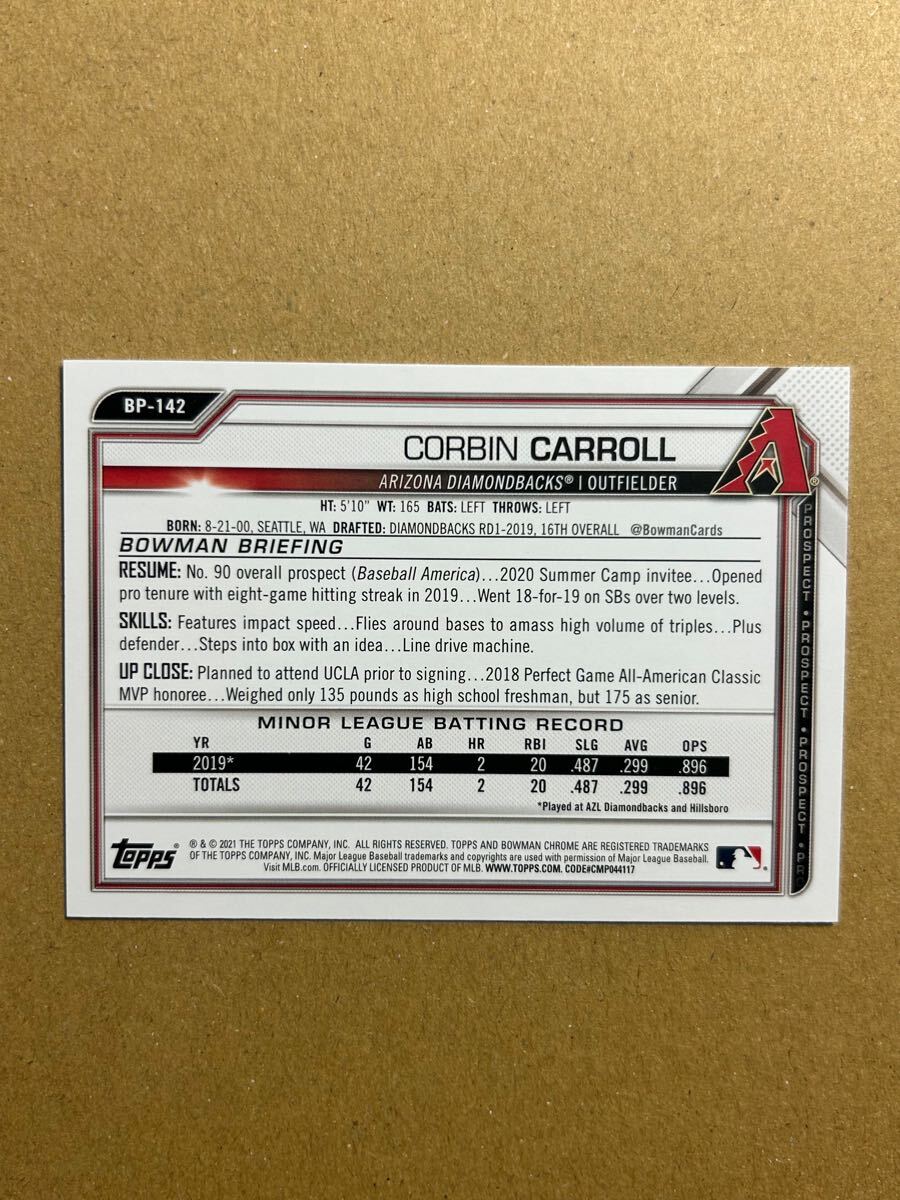 BP-142
CORBIN CARROLL
ARIZONA DIAMONDBACKS® | OUTFIELDER
HT: 5'10" WT: 165 BATS: LEFT THROWS: LEFT
BORN: 8-21-00, SEATTLE, WA DRAFTED: DIAMONDBACKS RD1-2019, 16TH OVERALL @BowmanCards
BOWMAN BRIEFING
RESUME: No. 90 overall prospect (Baseball America)...2020 Summer Camp invitee...Opened
pro tenure with eight-game hitting streak in 2019...Went 18-for-19 on SBs over two levels.
SKILLS: Features impact speed...Flies around bases to amass high volume of triples...Plus
defender...Steps into box with an idea...Line drive machine.
UP CLOSE: Planned to attend UCLA prior to signing...2018 Perfect Game All-American Classic
MVP honoree...Weighed only 135 pounds as high school freshman, but 175 as senior.
MINOR LEAGUE BATTING RECORD
YR G AB HR RBI SLG AVG OPS
2019* 42 154 2 20 .487 .299 .896
TOTALS 42 154 2 20 .487 .299 .896
*Played at AZL Diamondbacks and Hillsboro
Topps®
® & © 2021 THE TOPPS COMPANY, INC. ALL RIGHTS RESERVED. TOPPS AND BOWMAN CHROME ARE REGISTERED TRADEMARKS
OF THE TOPPS COMPANY, INC. Major League Baseball trademarks and copyrights are used with permission of Major League Baseball.
Visit MLB.com. OFFICIALLY LICENSED PRODUCT OF MLB. WWW.TOPPS.COM. CODE#CMP044117
PROSPECT • PROSPECT • PROSPECT • PR